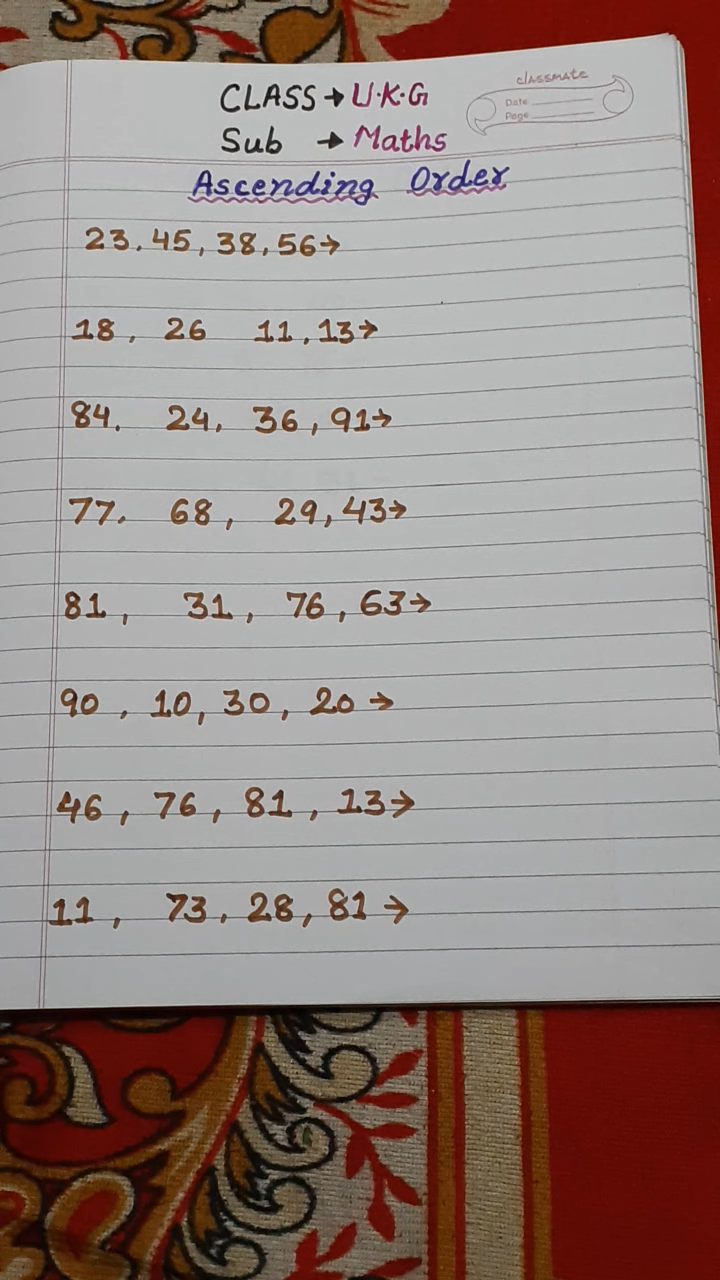 classmate
Date
Page
CLASS → U.K.G
Sub → Maths
Ascending Order
23, 45, 38, 56→
18, 26 11, 13→
84, 24, 36, 91→
77, 68, 29, 43→
81, 31, 76, 63→
90, 10, 30, 20→
46, 76, 81, 13→
11, 73, 28, 81→